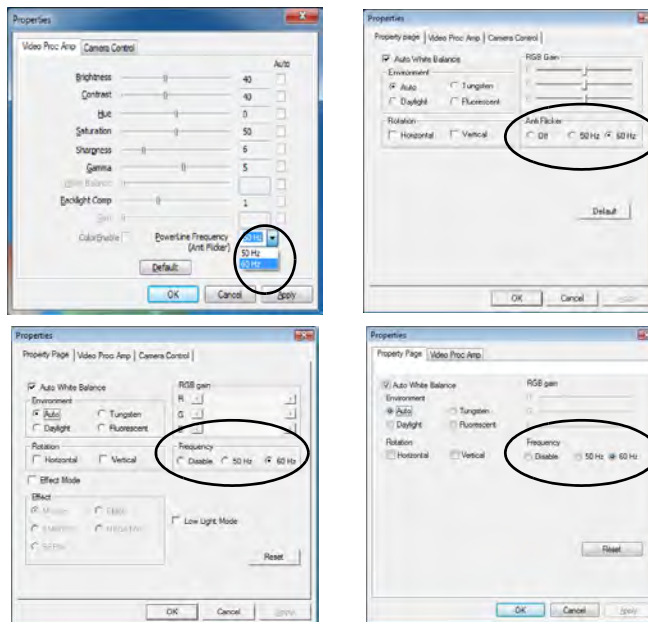 Properties
Video Proc Amp Camera Control
Auto
Brightness 40
Contrast 40
Hue 0
Saturation 50
Sharpness 6
Gamma 5
White Balance
Backlight Comp 1
Gain
ColorEnable PowerLine Frequency
(Anti Flicker)
50 Hz
60 Hz
Default
OK Cancel Apply
Properties
Property page Video Proc Amp Camera Control
Auto White Balance
RGB Gain
Environment
Auto Tungsten
Daylight Fluorescent
Rotation
Horizontal Vertical
Anti Flicker
Off 50 Hz 60 Hz
Default
OK Cancel Apply
Properties
Property Page Video Proc Amp Camera Control
Auto White Balance
RGB gain
Environment
R
Auto Tungsten
G
Daylight Fluorescent
Rotation
Horizontal Vertical
Frequency
Disable 50 Hz 60 Hz
Effect Mode
Effect
Low Light Mode
Reset
OK Cancel Apply
Properties
Property Page Video Proc Amp
Auto White Balance
RGB gain
Environment
Auto Tungsten
Daylight Fluorescent
Rotation
Horizontal Vertical
Frequency
Disable 50 Hz 60 Hz
Reset
OK Cancel Apply